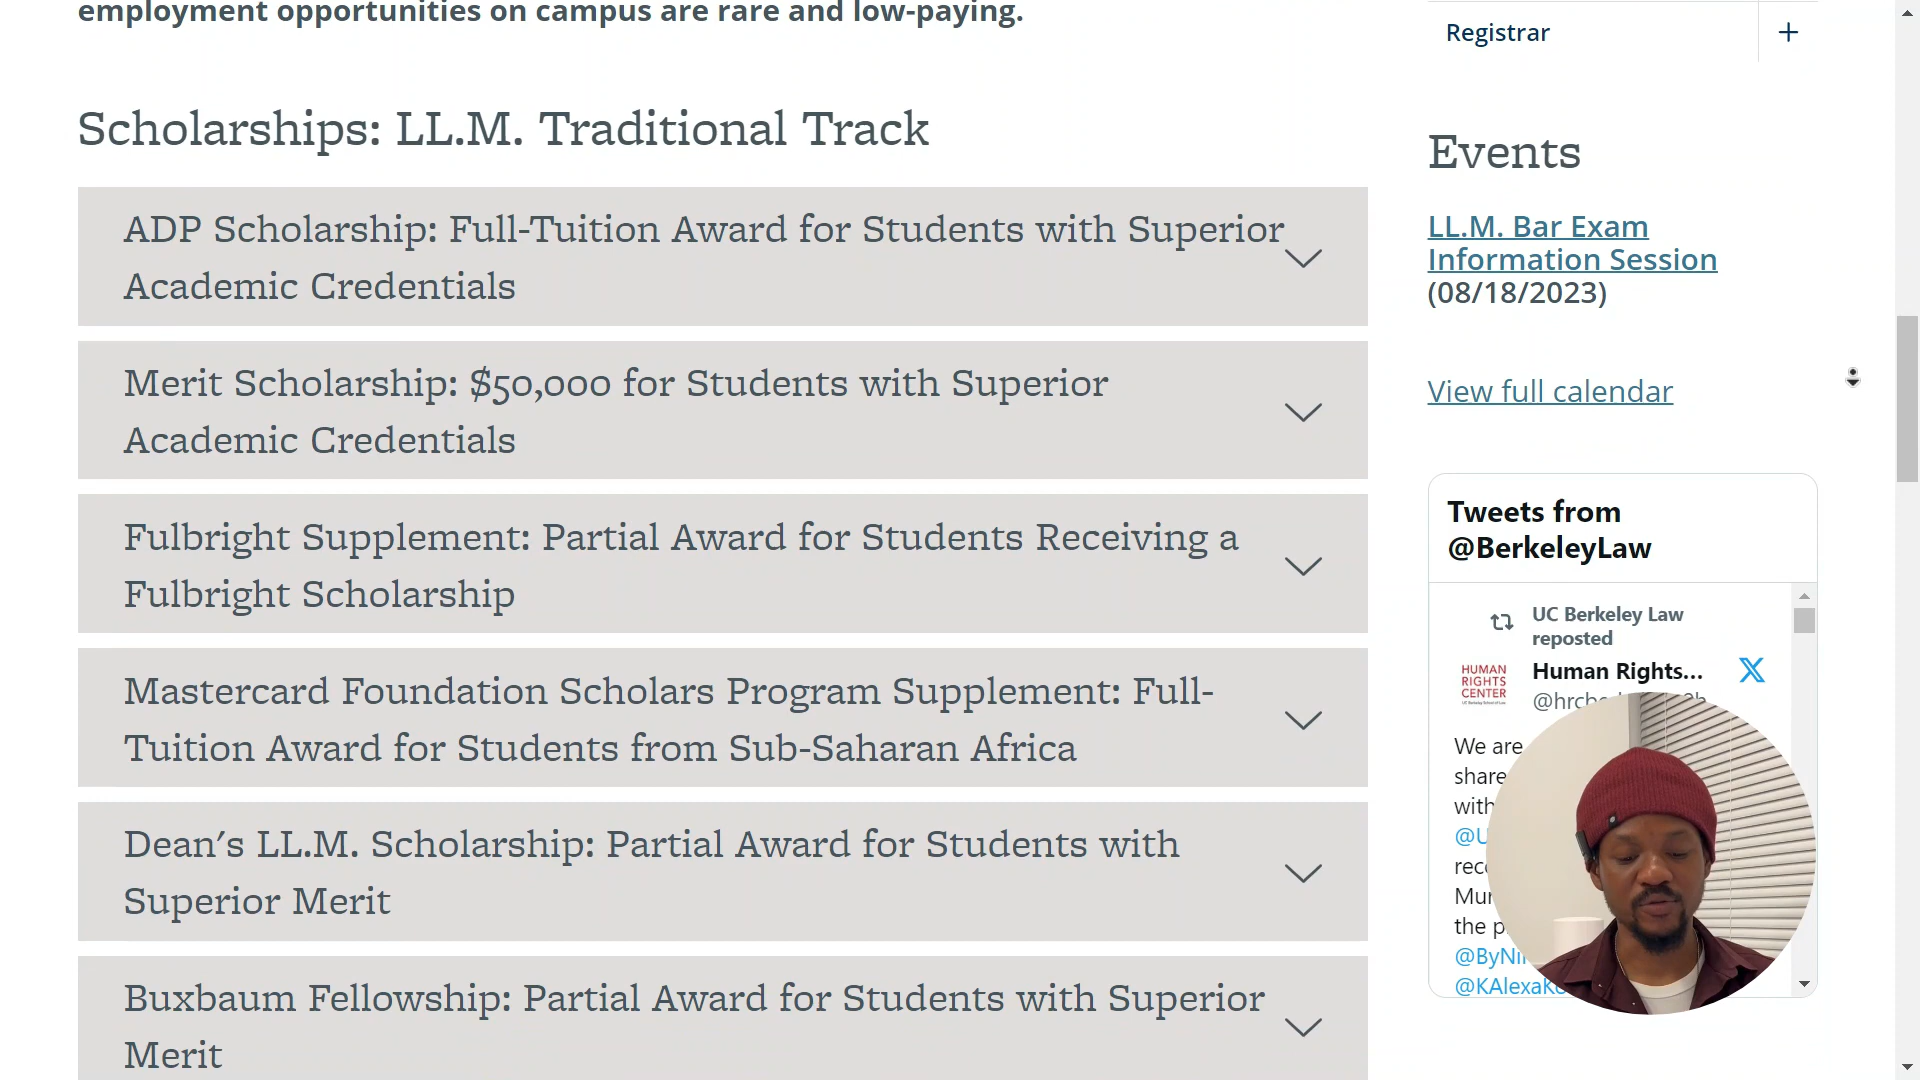 employment opportunities on campus are rare and low-paying.
Scholarships: LL.M. Traditional Track
ADP Scholarship: Full-Tuition Award for Students with Superior
Academic Credentials
Merit Scholarship: $50,000 for Students with Superior
Academic Credentials
Fulbright Supplement: Partial Award for Students Receiving a
Fulbright Scholarship
Mastercard Foundation Scholars Program Supplement: Full-
Tuition Award for Students from Sub-Saharan Africa
Dean's LL.M. Scholarship: Partial Award for Students with
Superior Merit
Buxbaum Fellowship: Partial Award for Students with Superior
Merit
Registrar
Events
LL.M. Bar Exam
Information Session
(08/18/2023)
View full calendar
Tweets from
@BerkeleyLaw
UC Berkeley Law
reposted
HUMAN
RIGHTS
CENTER
Human Rights...
We are
share
with
the